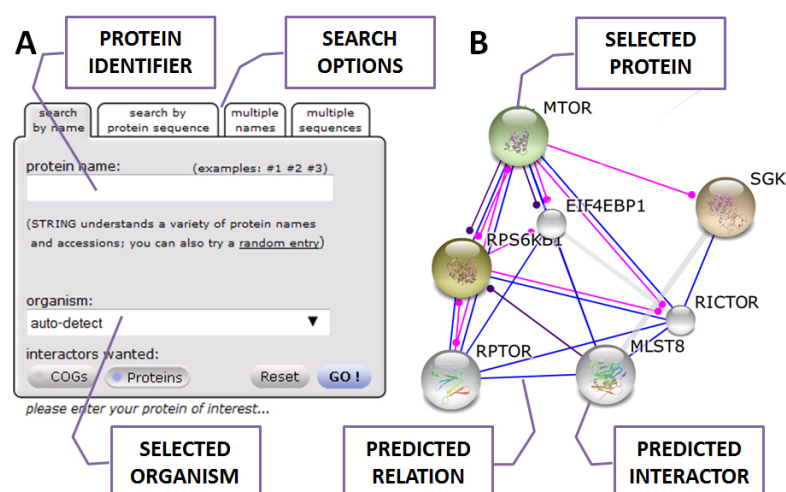 A
PROTEIN
IDENTIFIER
SEARCH
OPTIONS
B
SELECTED
PROTEIN
search
by name
search by
protein sequence
multiple
names
multiple
sequences
protein name:
(examples: #1 #2 #3)
(STRING understands a variety of protein names
and accessions; you can also try a random entry)
organism:
auto-detect
interactors wanted:
COGs
Proteins
Reset
GO !
please enter your protein of interest...
MTOR
SGK
EIF4EBP1
RPS6KB1
RICTOR
RPTOR
MLST8
SELECTED
ORGANISM
PREDICTED
RELATION
PREDICTED
INTERACTOR